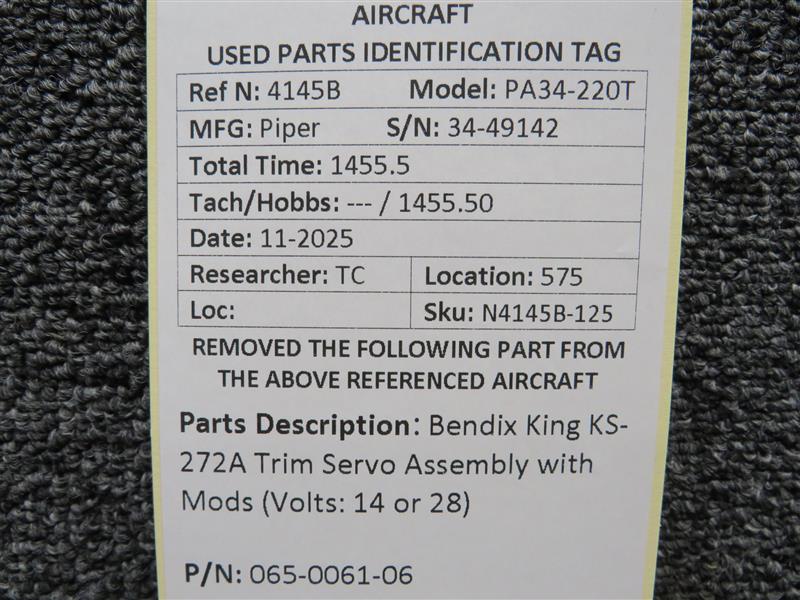 AIRCRAFT
USED PARTS IDENTIFICATION TAG
Ref N: 4145B Model: PA34-220T
MFG: Piper S/N: 34-49142
Total Time: 1455.5
Tach/Hobbs: --- / 1455.50
Date: 11-2025
Researcher: TC Location: 575
Loc: Sku: N4145B-125
REMOVED THE FOLLOWING PART FROM
THE ABOVE REFERENCED AIRCRAFT
Parts Description: Bendix King KS-
272A Trim Servo Assembly with
Mods (Volts: 14 or 28)
P/N: 065-0061-06